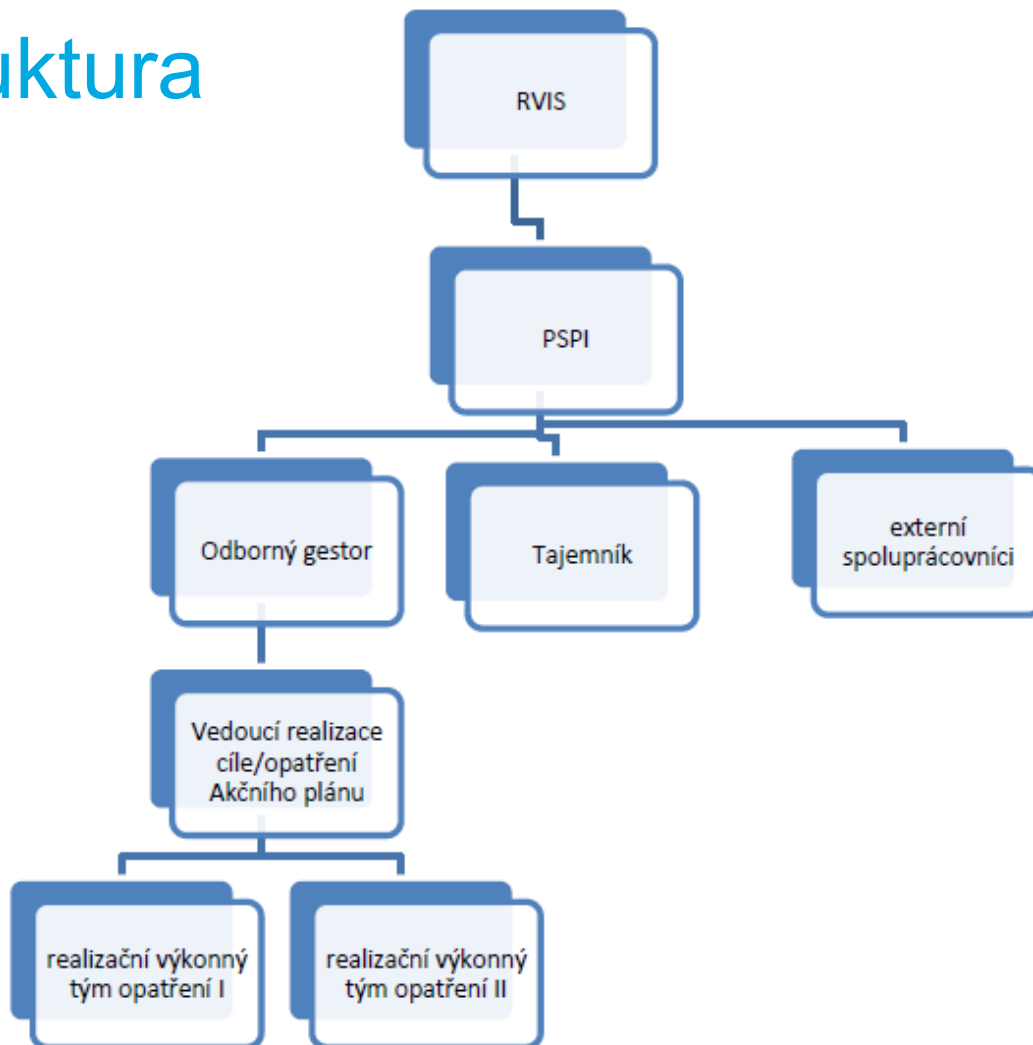 uktura
RVIS
PSPI
Odborný gestor
Tajemník
externí
spoluprácovníci
Vedoucí realizace
cíle/opatření
Akčního plánu
realizační výkonný
tým opatření I
realizační výkonný
tým opatření II